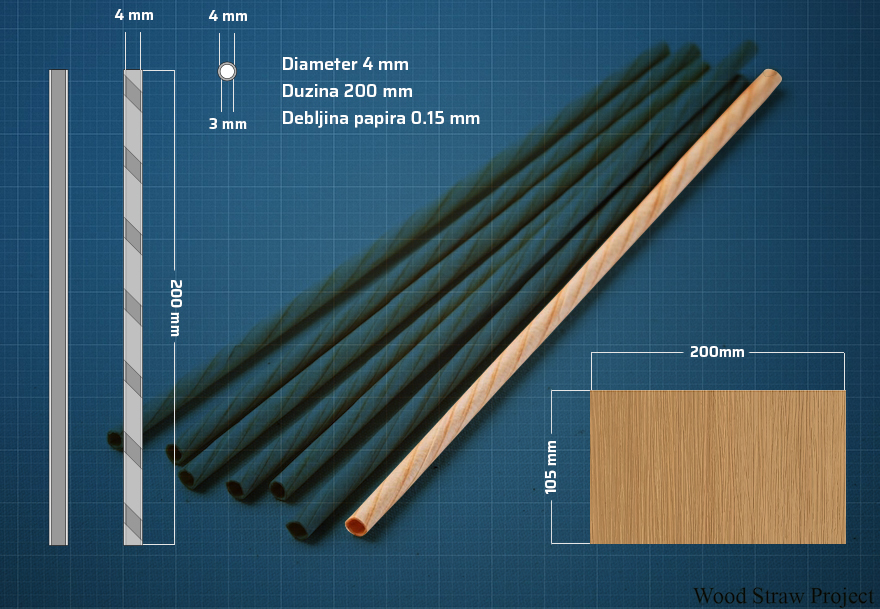 4 mm
4 mm
3 mm
Diameter 4 mm
Duzina 200 mm
Debljina papira 0.15 mm
200 mm
200mm
105 mm
Wood Straw Project